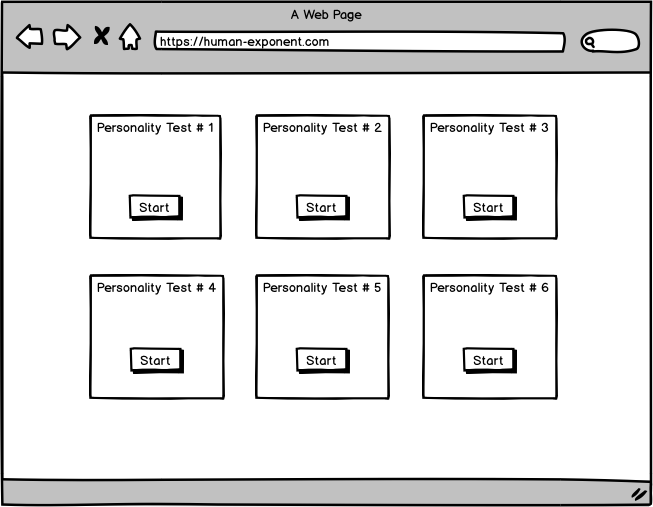 A Web Page
https://human-exponent.com
Personality Test # 1
Personality Test # 2
Personality Test # 3
Start
Start
Start
Personality Test # 4
Personality Test # 5
Personality Test # 6
Start
Start
Start